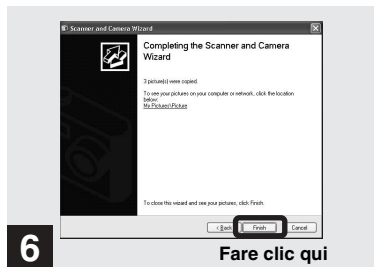 Scanner and Camera Wizard
Completing the Scanner and Camera
Wizard
3 picture(s) were copied.
To see your pictures on your computer or network, click the location
below:
My Pictures\Picture
To close this wizard and see your pictures, click Finish.
< Back
Finish
Cancel
6
Fare clic qui